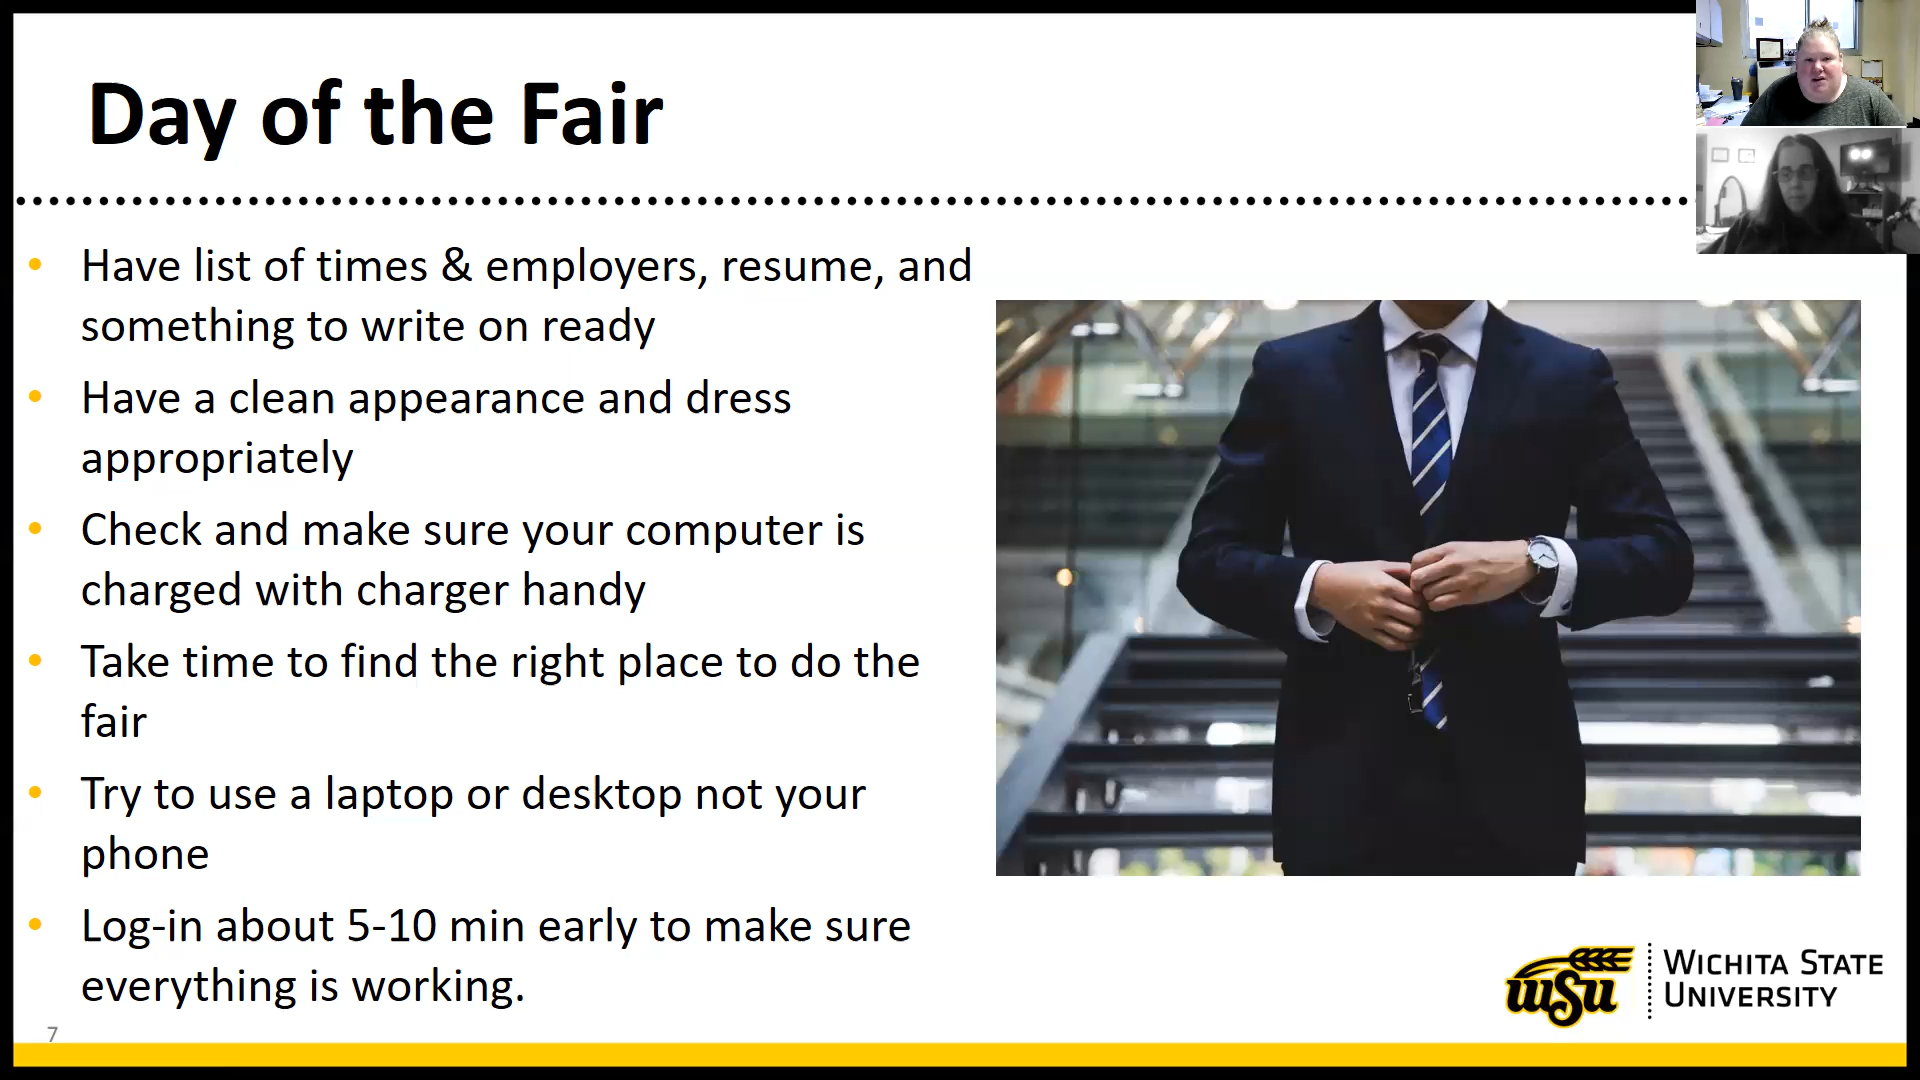 Day of the Fair
Have list of times & employers, resume, and
something to write on ready
Have a clean appearance and dress
appropriately
Check and make sure your computer is
charged with charger handy
Take time to find the right place to do the
fair
Try to use a laptop or desktop not your
phone
Log-in about 5-10 min early to make sure
everything is working.
7
wsu
WICHITA STATE
UNIVERSITY